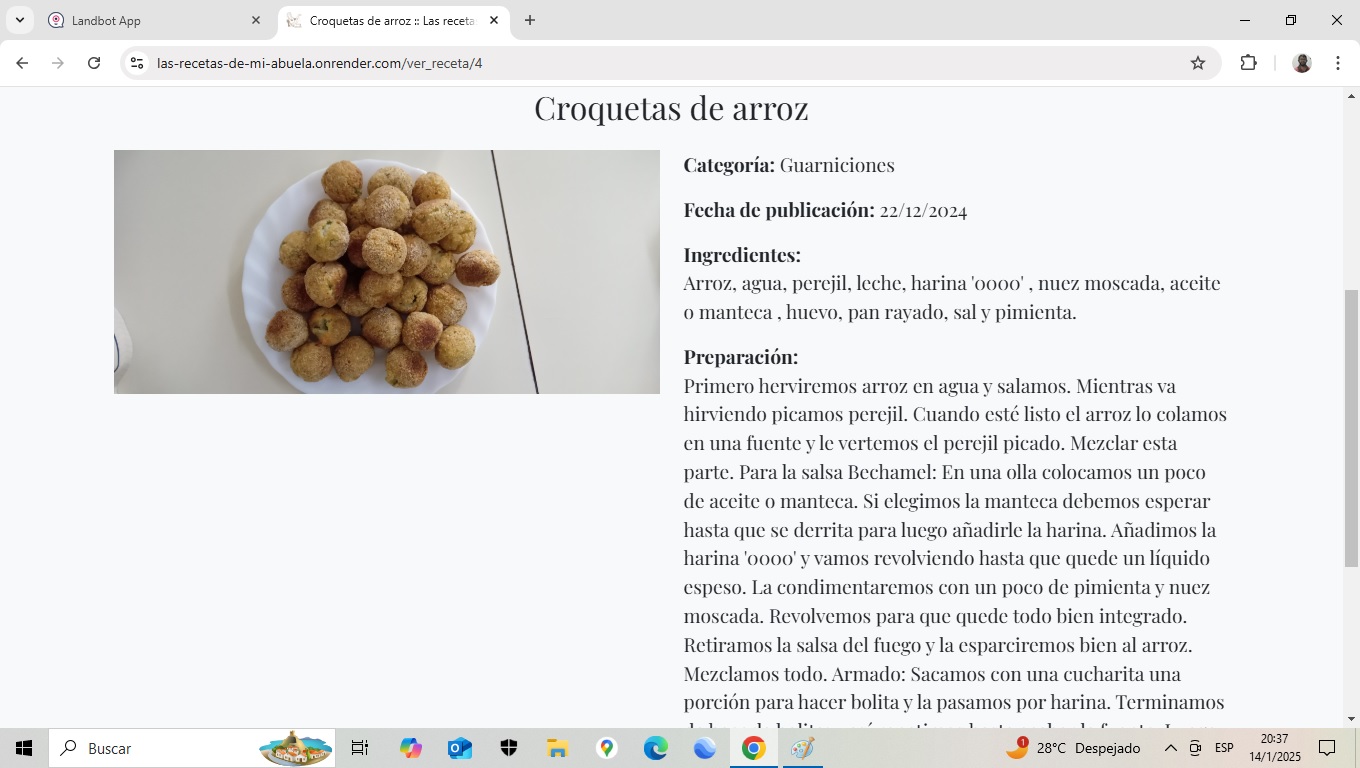 Landbot App
Croquetas de arroz :: Las receta
las-recetas-de-mi-abuela.onrender.com/ver_receta/4
Croquetas de arroz
Categoría: Guarniciones
Fecha de publicación: 22/12/2024
Ingredientes:
Arroz, agua, perejil, leche, harina '0000' , nuez moscada, aceite
o manteca , huevo, pan rayado, sal y pimienta.
Preparación:
Primero herviremos arroz en agua y salamos. Mientras va
hirviendo picamos perejil. Cuando esté listo el arroz lo colamos
en una fuente y le vertemos el perejil picado. Mezclar esta
parte. Para la salsa Bechamel: En una olla colocamos un poco
de aceite o manteca. Si elegimos la manteca debemos esperar
hasta que se derrita para luego añadirle la harina. Añadimos la
harina '0000' y vamos revolviendo hasta que quede un líquido
espeso. La condimentaremos con un poco de pimienta y nuez
moscada. Revolvemos para que quede todo bien integrado.
Retiramos la salsa del fuego y la esparciremos bien al arroz.
Mezclamos todo. Armado: Sacamos con una cucharita una
porción para hacer bolita y la pasamos por harina. Terminamos
Buscar
1
28°C Despejado
ESP
20:37
14/1/2025